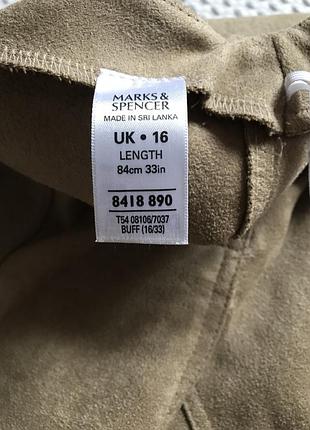 MARKS &
SPENCER
MADE IN SRI LANKA
UK • 16
LENGTH
84cm 33in
8418 890
T54 08106/7037
BUFF (16/33)